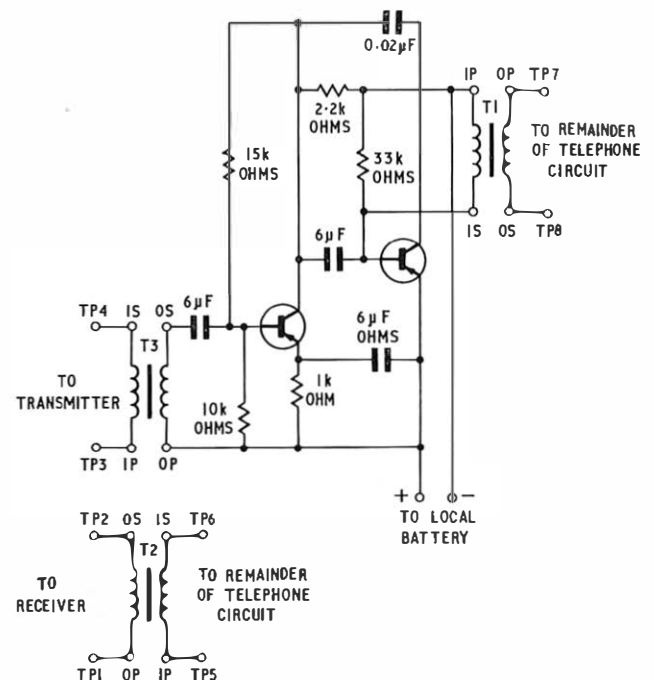 0.02µF
IP OP TP7
T1
2.2k
OHMS
TO REMAINDER
OF TELEPHONE
CIRCUIT
15k
OHMS
33k
OHMS
IS OS TP8
6µF
TP4 IS OS 6µF
6µF
OHMS
T3
TO
TRANSMITTER
1k
OHM
10k
OHMS
TP3 IP OP
+ −
TO LOCAL
BATTERY
TP2 OS IS TP6
T2
TO
RECEIVER
TO REMAINDER
OF TELEPHONE
CIRCUIT
TP1 OP IP TP5